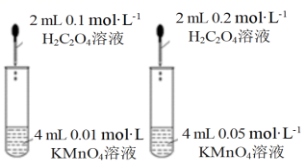 2 mL 0.1 mol·L-1
H₂C₂O₄溶液
4 mL 0.01 mol·L
KMnO₄溶液
2 mL 0.2 mol·L-1
H₂C₂O₄溶液
4 mL 0.05 mol·L-1
KMnO₄溶液